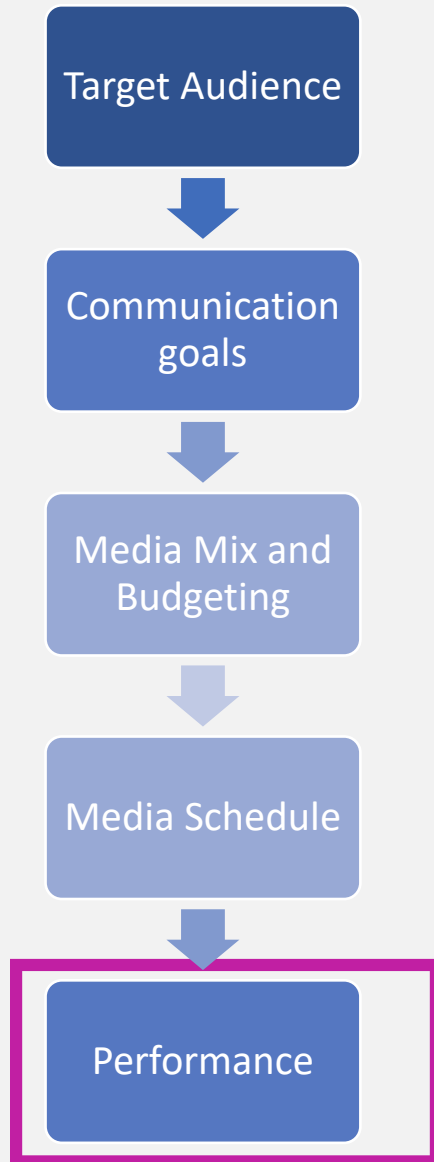 Target Audience
Communication
goals
Media Mix and
Budgeting
Media Schedule
Performance